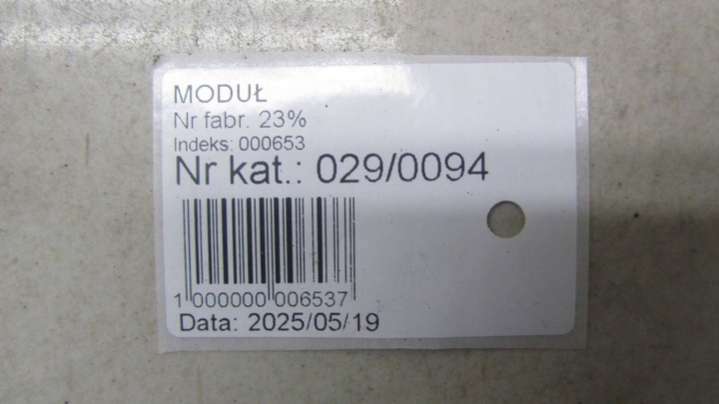 MODUŁ
Nr fabr. 23%
Indeks: 000653
Nr kat.: 029/0094
1 000000 006537
Data: 2025/05/19